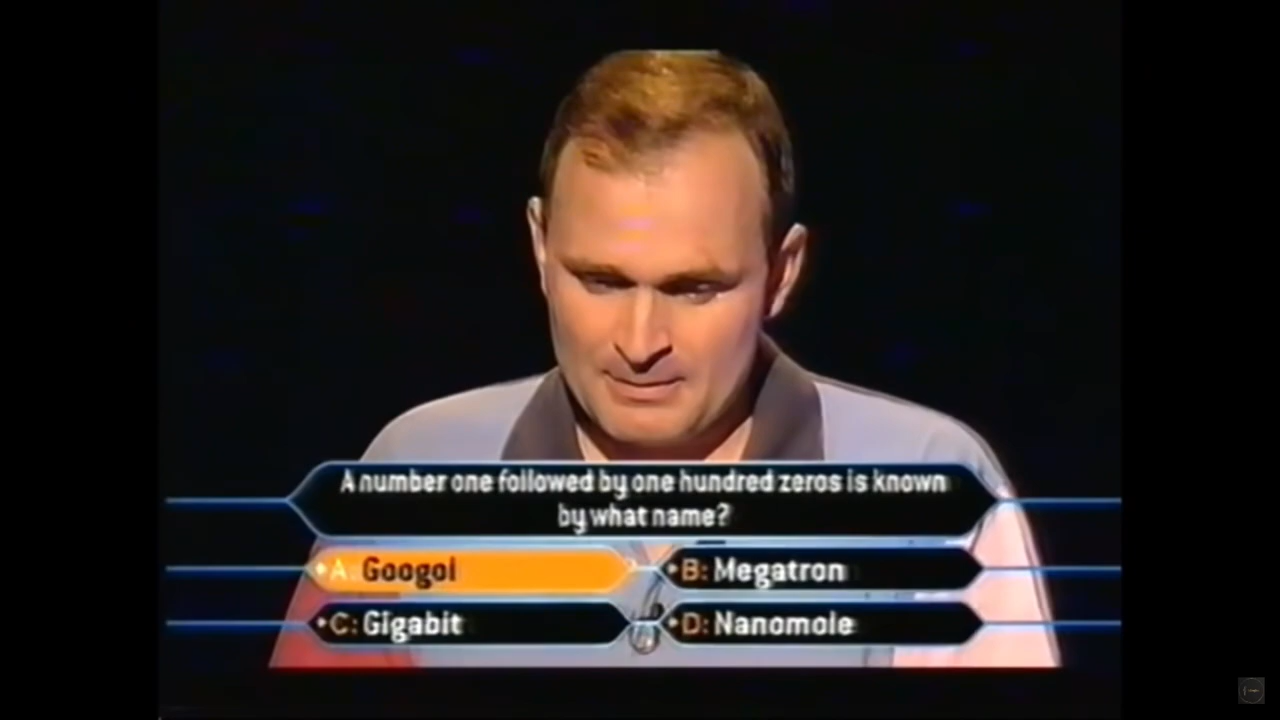 A number one followed by one hundred zeros is known
by what name?
A: Googol
B: Megatron
C: Gigabit
D: Nanomole